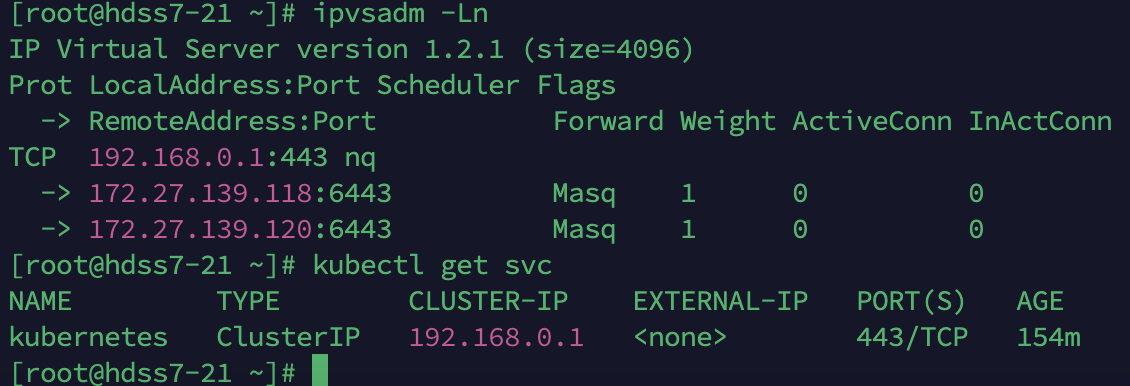 [root@hdss7-21 ~]# ipvsadm -Ln
IP Virtual Server version 1.2.1 (size=4096)
Prot LocalAddress:Port Scheduler Flags
  -> RemoteAddress:Port           Forward Weight ActiveConn InActConn
TCP  192.168.0.1:443 nq
  -> 172.27.139.118:6443          Masq    1      0          0
  -> 172.27.139.120:6443          Masq    1      0          0
[root@hdss7-21 ~]# kubectl get svc
NAME         TYPE        CLUSTER-IP    EXTERNAL-IP   PORT(S)   AGE
kubernetes   ClusterIP   192.168.0.1   <none>        443/TCP   154m
[root@hdss7-21 ~]#